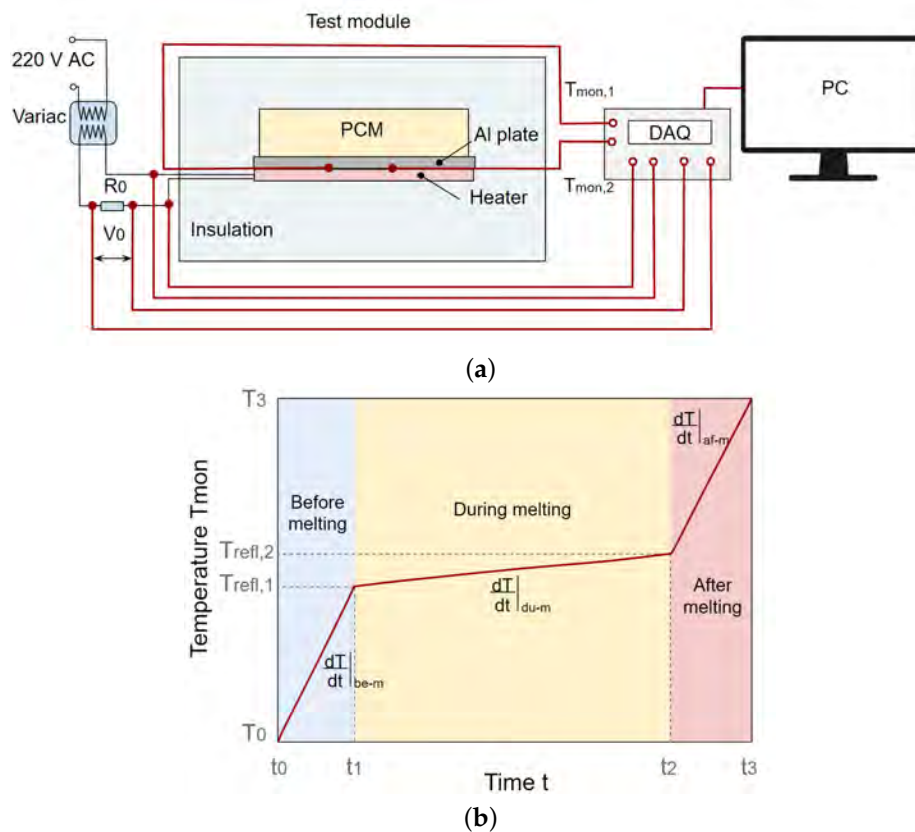 Test module
220 V AC
Variac
R0
V0
PCM
Al plate
Heater
Insulation
Tmon,1
Tmon,2
DAQ
PC
(a)
Temperature Tmon
T3
Trefl,2
Trefl,1
T0
Before
melting
During melting
After
melting
dT
dt be-m
dT
dt du-m
dT
dt af-m
t0
t1
t2
t3
Time t
(b)